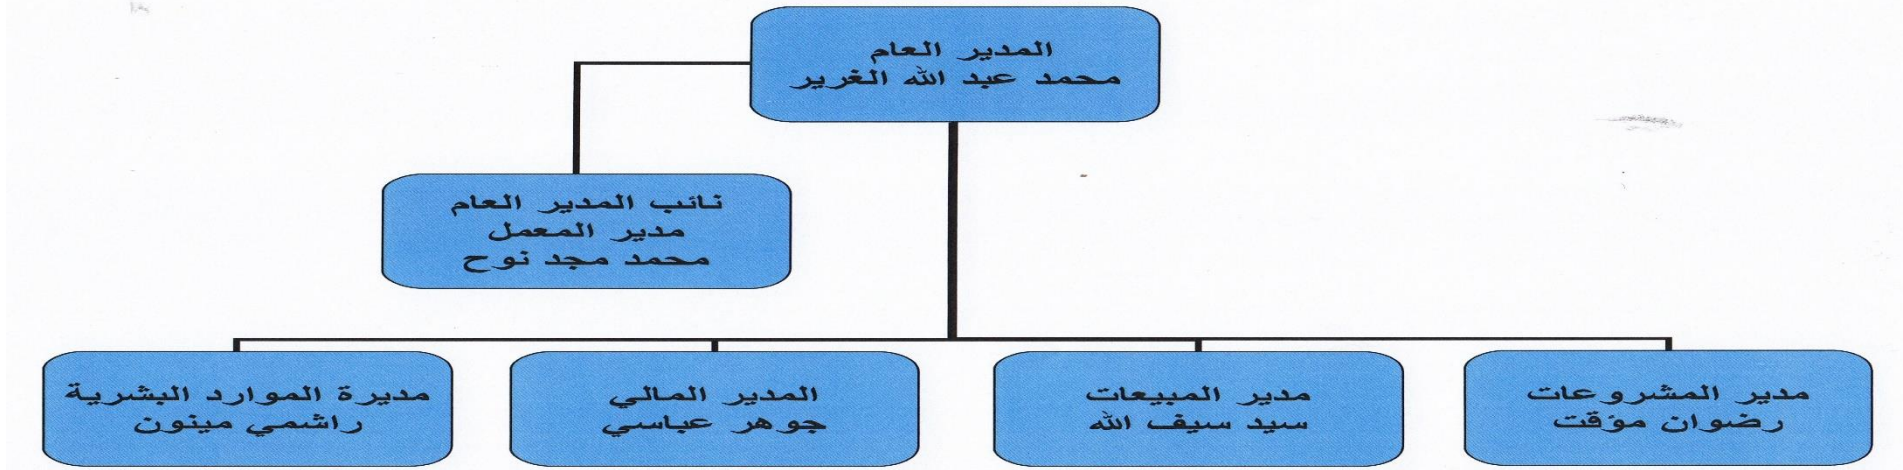 المدير العام
محمد عبد الله الغرير
نائب المدير العام
مدير المعمل
محمد مجد نوح
مدير المشروعات
رضوان مؤقت
مدير المبيعات
سيد سيف الله
المدير المالي
جوهر عباسي
مديرة الموارد البشرية
راشمي مينون